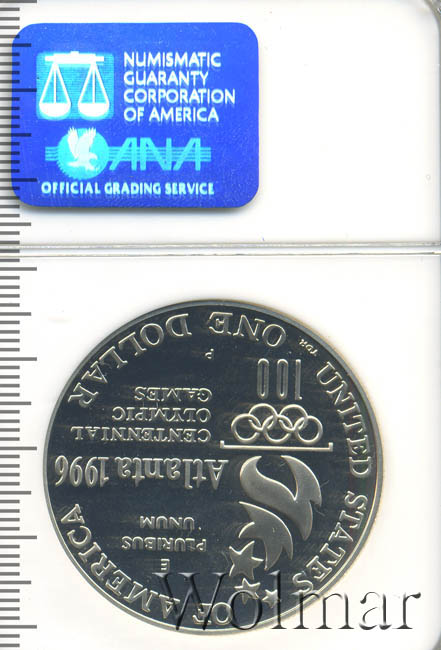 NUMISMATIC
GUARANTY
CORPORATION
OF AMERICA
ANA
OFFICIAL GRADING SERVICE
UNITED STATES OF AMERICA
ONE DOLLAR
E
PLURIBUS
UNUM
Atlanta 1996
CENTENNIAL
OLYMPIC
GAMES
100
P
Wolmar